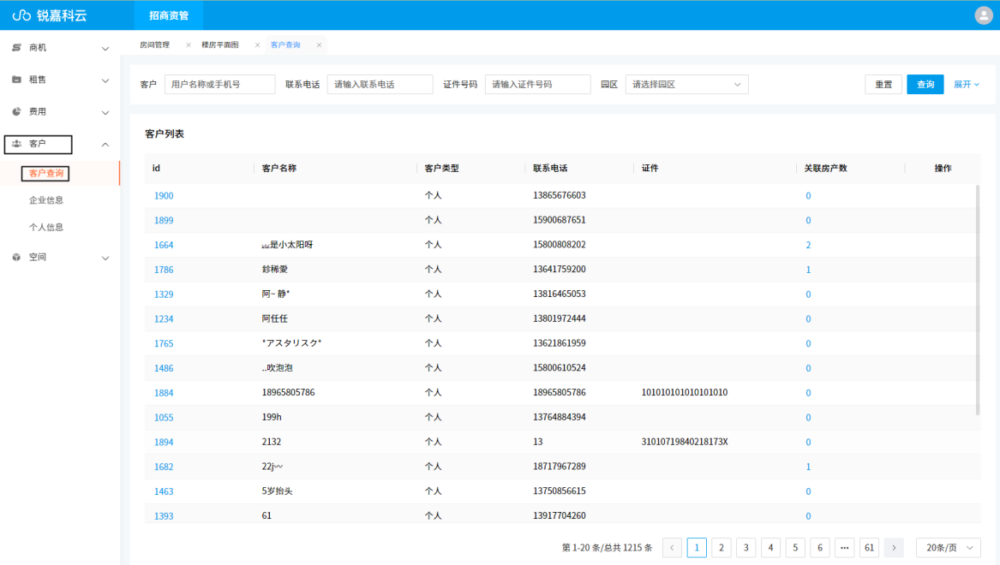 锐嘉科云 招商资管
商机
租售
费用
客户
客户查询
企业信息
个人信息
空间
房间管理 × 楼房平面图 × 客户查询 ×
客户 用户名称或手机号 联系电话 请输入联系电话 证件号码 请输入证件号码 园区 请选择园区 重置 查询 展开
客户列表
id 客户名称 客户类型 联系电话 证件 关联房产数 操作
1900 个人 13865676603 0
1899 个人 15900687651 0
1664 是小太阳呀 个人 15800808202 2
1786 鉁稀愛 个人 13641759200 1
1329 阿~ 静* 个人 13816465053 0
1234 阿任任 个人 13801972444 0
1765 *アスタリスク* 个人 13621861959 0
1486 ..吹泡泡 个人 15800610524 0
1884 18965805786 个人 18965805786 101010101010101010 0
1055 199h 个人 13764884394 0
1894 2132 个人 13 31010719840218173X 0
1682 22j〰 个人 18717967289 1
1463 5岁抬头 个人 13750856615 0
1393 61 个人 13917704260 0
第 1-20 条/总共 1215 条 < 1 2 3 4 5 6 ••• 61 > 20条/页